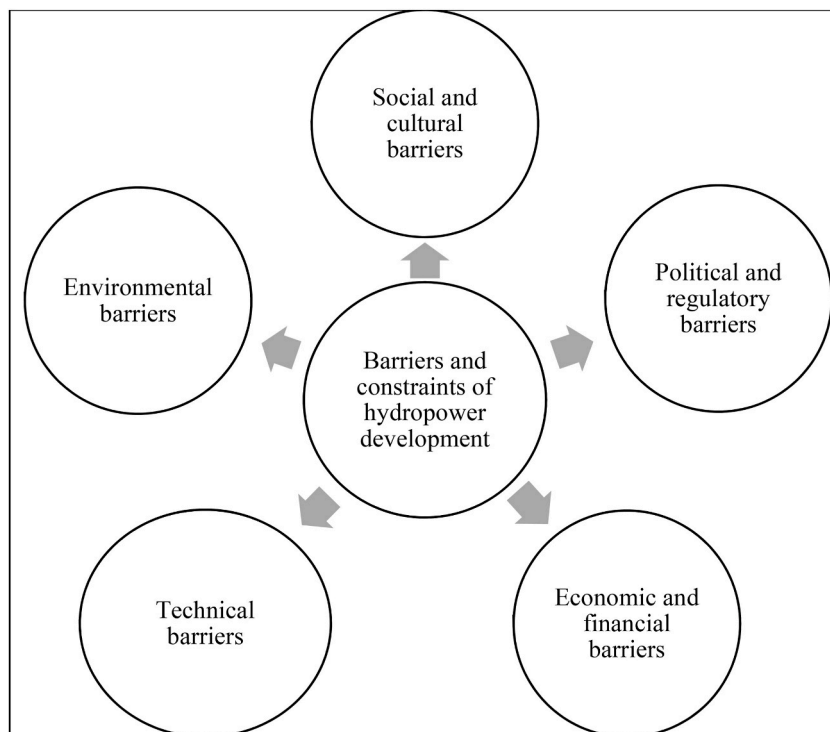 Social and
cultural
barriers
Environmental
barriers
Political and
regulatory
barriers
Barriers and
constraints of
hydropower
development
Technical
barriers
Economic and
financial
barriers